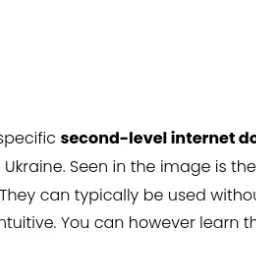 specific second-level internet do
Ukraine. Seen in the image is the
They can typically be used withou
ntuitive. You can however learn th